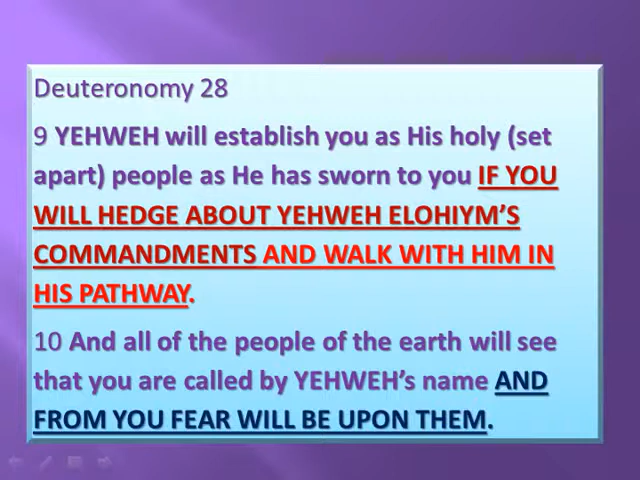 Deuteronomy 28
9 YEHWEH will establish you as His holy (set
apart) people as He has sworn to you IF YOU
WILL HEDGE ABOUT YEHWEH ELOHIYM'S
COMMANDMENTS AND WALK WITH HIM IN
HIS PATHWAY.
10 And all of the people of the earth will see
that you are called by YEHWEH's name AND
FROM YOU FEAR WILL BE UPON THEM.